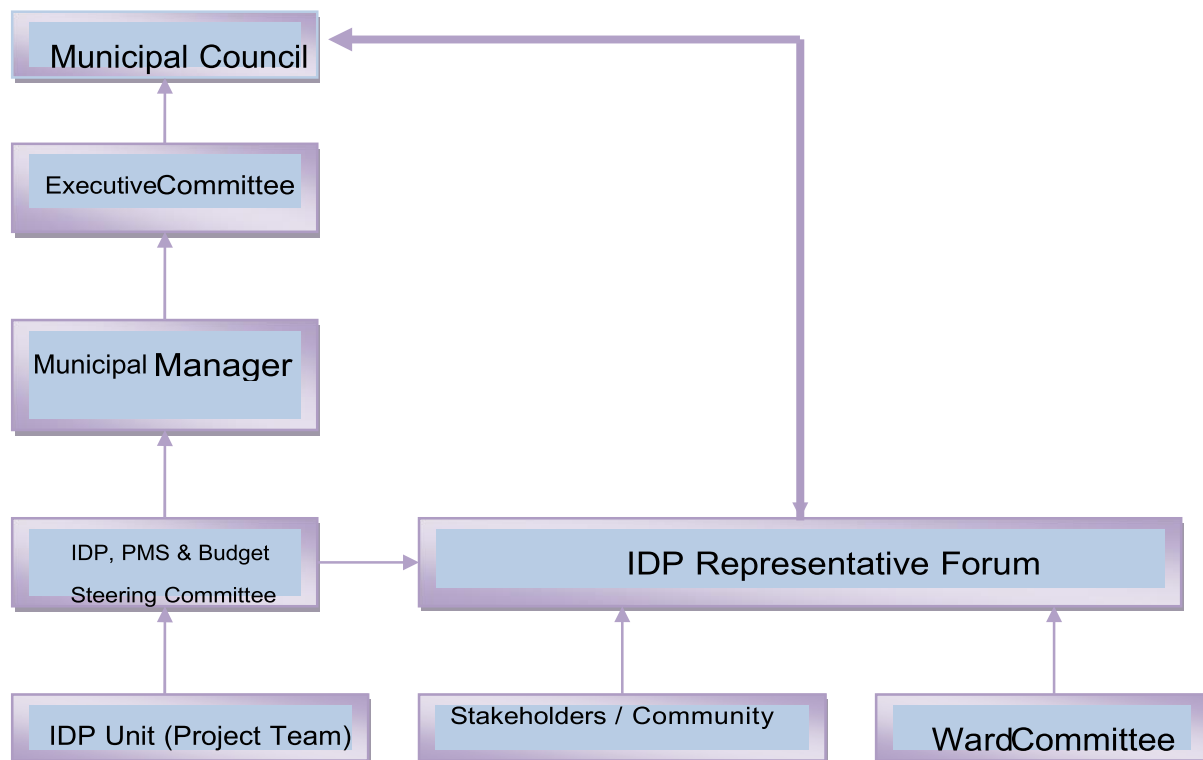 Municipal Council
ExecutiveCommittee
Municipal Manager
IDP, PMS & Budget
Steering Committee
IDP Representative Forum
IDP Unit (Project Team)
Stakeholders / Community
WardCommittee